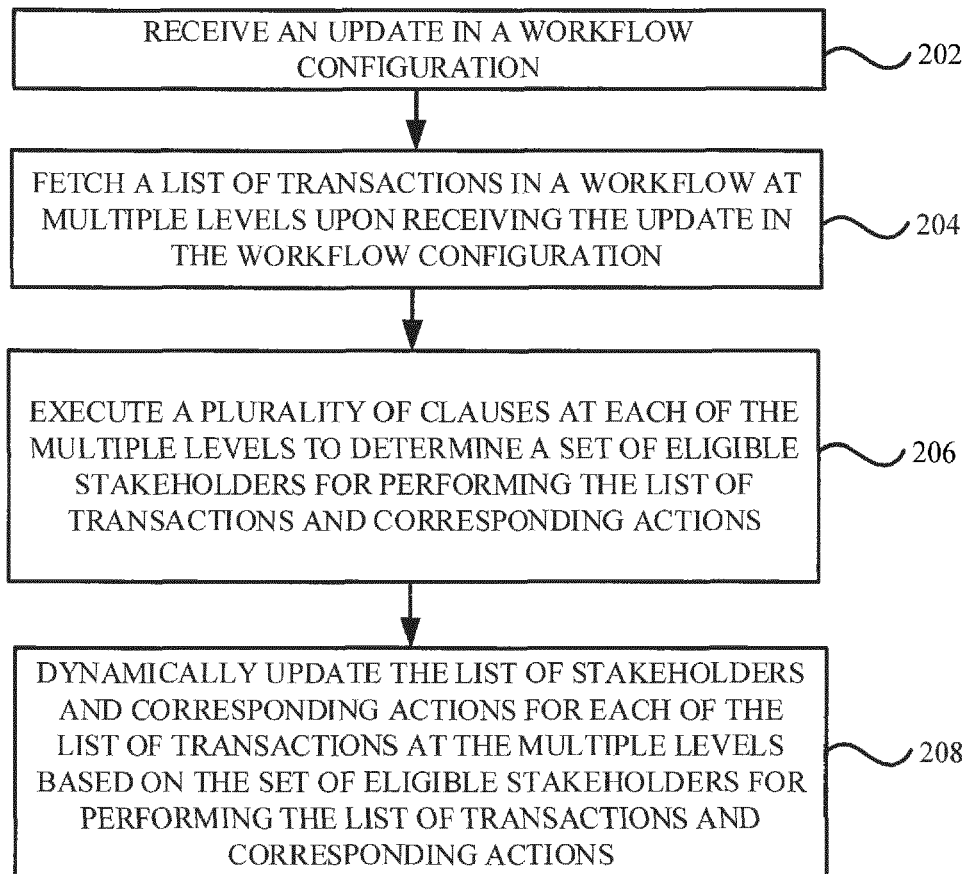 RECEIVE AN UPDATE IN A WORKFLOW
CONFIGURATION
202
FETCH A LIST OF TRANSACTIONS IN A WORKFLOW AT
MULTIPLE LEVELS UPON RECEIVING THE UPDATE IN
THE WORKFLOW CONFIGURATION
204
EXECUTE A PLURALITY OF CLAUSES AT EACH OF THE
MULTIPLE LEVELS TO DETERMINE A SET OF ELIGIBLE
STAKEHOLDERS FOR PERFORMING THE LIST OF
TRANSACTIONS AND CORRESPONDING ACTIONS
206
DYNAMICALLY UPDATE THE LIST OF STAKEHOLDERS
AND CORRESPONDING ACTIONS FOR EACH OF THE
LIST OF TRANSACTIONS AT THE MULTIPLE LEVELS
BASED ON THE SET OF ELIGIBLE STAKEHOLDERS FOR
PERFORMING THE LIST OF TRANSACTIONS AND
CORRESPONDING ACTIONS
208